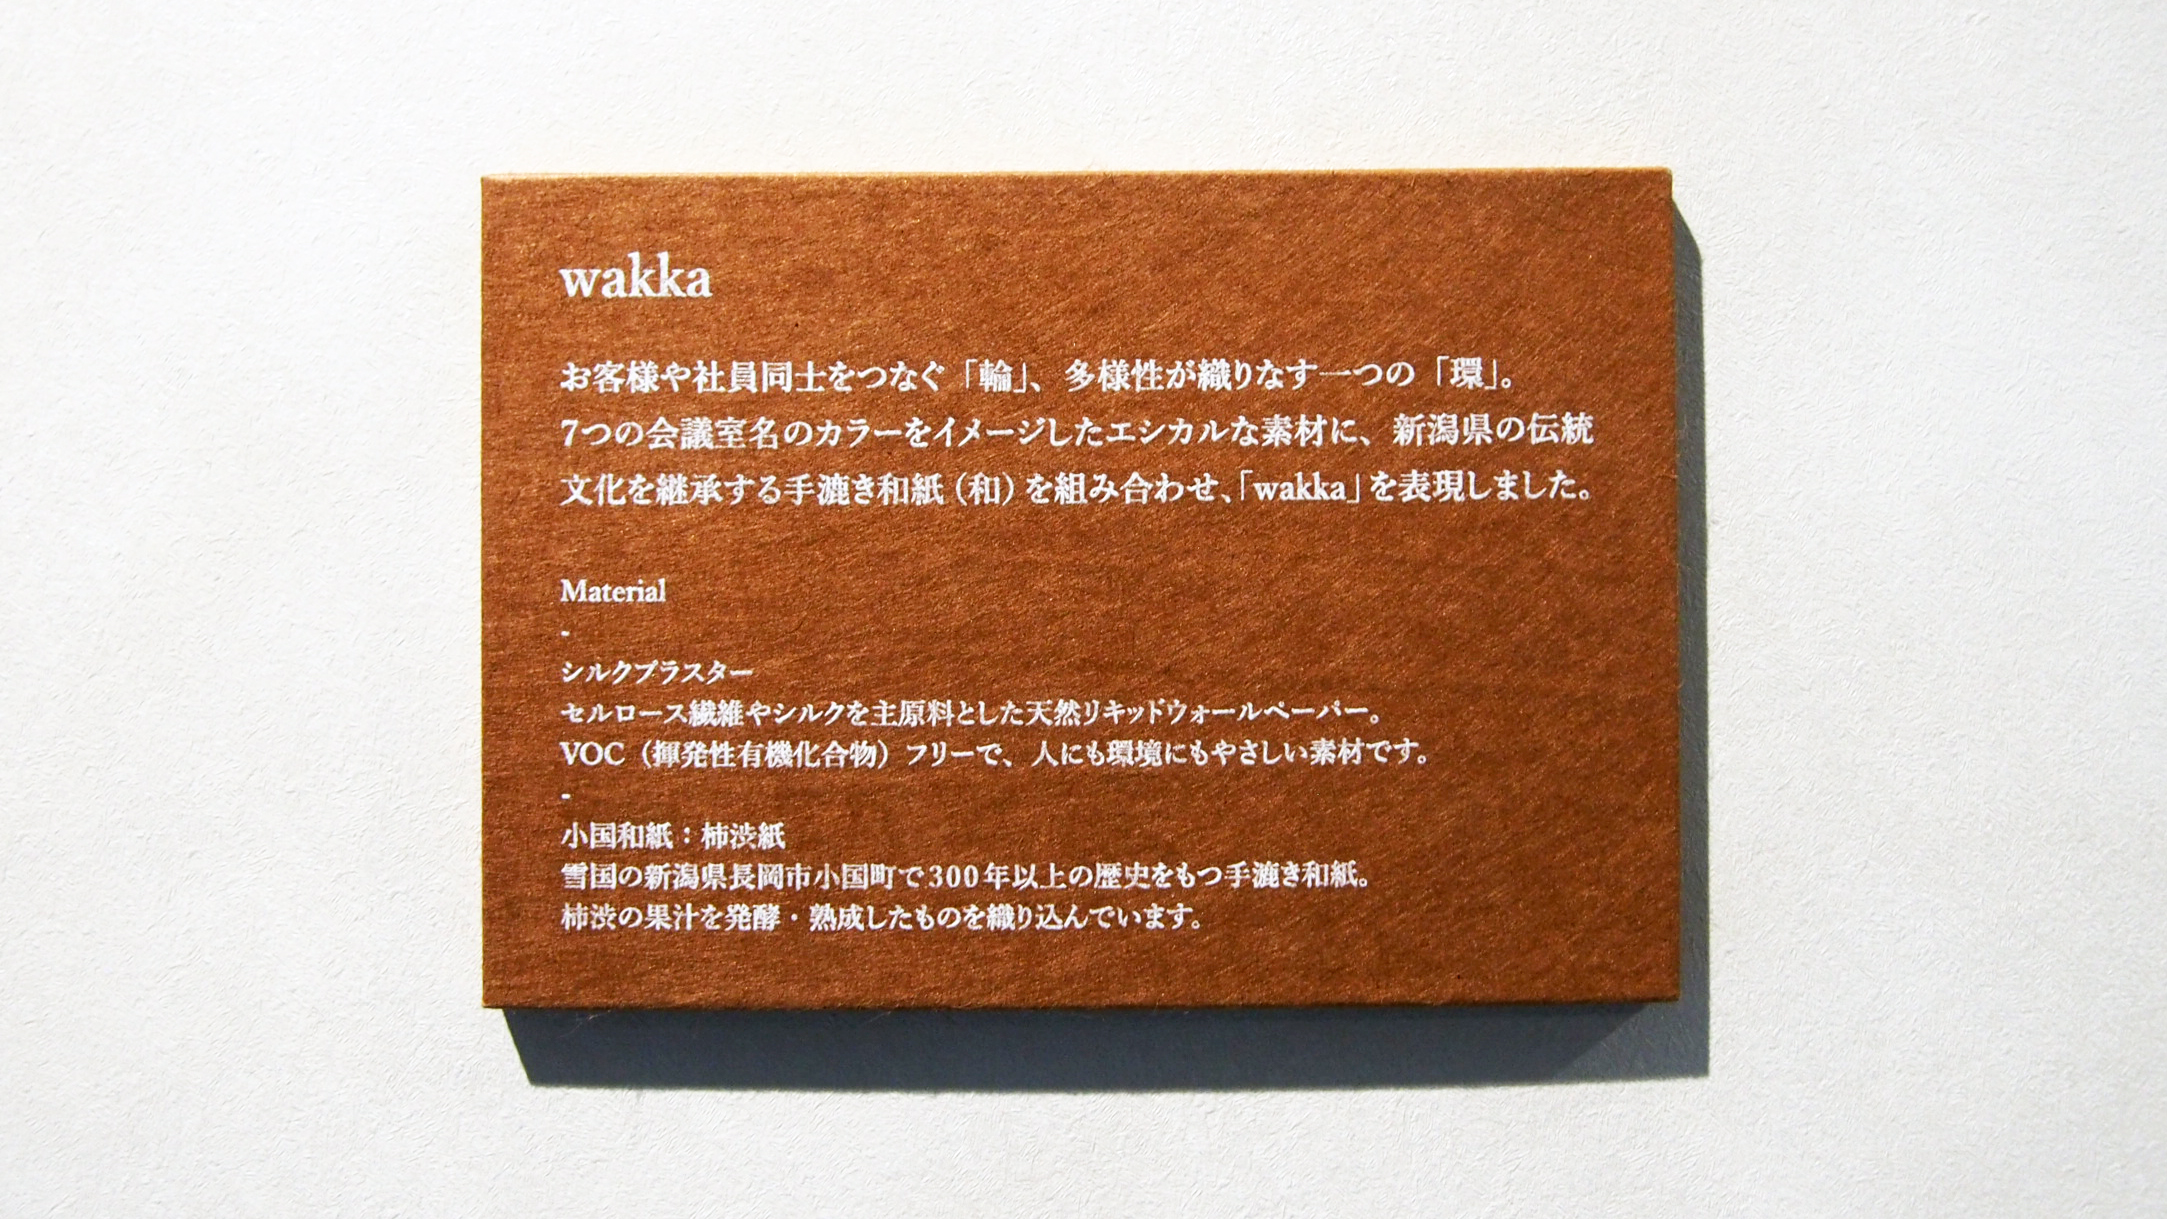 wakka
お客様や社員同士をつなぐ「輪」、多様性が織りなす一つの「環」。
7つの会議室名のカラーをイメージしたエシカルな素材に、新潟県の伝統
文化を継承する手漉き和紙（和）を組み合わせ、「wakka」を表現しました。
Material
-
シルクプラスター
セルロース繊維やシルクを主原料とした天然リキッドウォールペーパー。
VOC（揮発性有機化合物）フリーで、人にも環境にもやさしい素材です。
-
小国和紙：柿渋紙
雪国の新潟県長岡市小国町で300年以上の歴史をもつ手漉き和紙。
柿渋の果汁を発酵・熟成したものを織り込んでいます。